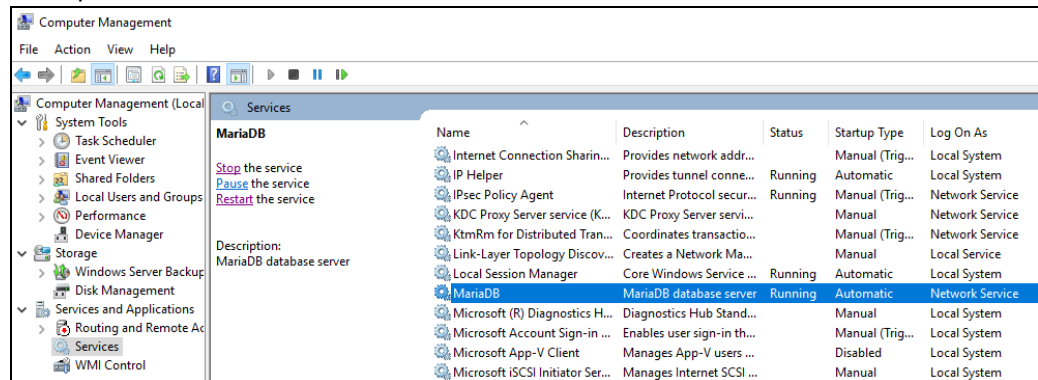 Computer Management
File Action View Help
Computer Management (Local
System Tools
Task Scheduler
Event Viewer
Shared Folders
Local Users and Groups
Performance
Device Manager
Storage
Windows Server Backup
Disk Management
Services and Applications
Routing and Remote Ac
Services
WMI Control
Services
MariaDB
Stop the service
Pause the service
Restart the service
Description:
MariaDB database server
Name Description Status Startup Type Log On As
Internet Connection Sharin... Provides network addr... Manual (Trig... Local System
IP Helper Provides tunnel conne... Running Automatic Local System
IPsec Policy Agent Internet Protocol secur... Running Manual (Trig... Network Service
KDC Proxy Server service (K... KDC Proxy Server servi... Manual Network Service
KtmRm for Distributed Tran... Coordinates transactio... Manual (Trig... Network Service
Link-Layer Topology Discov... Creates a Network Ma... Manual Local Service
Local Session Manager Core Windows Service ... Running Automatic Local System
MariaDB MariaDB database server Running Automatic Network Service
Microsoft (R) Diagnostics H... Diagnostics Hub Stand... Manual Local System
Microsoft Account Sign-in ... Enables user sign-in th... Manual (Trig... Local System
Microsoft App-V Client Manages App-V users ... Disabled Local System
Microsoft iSCSI Initiator Ser... Manages Internet SCSI ... Manual Local System